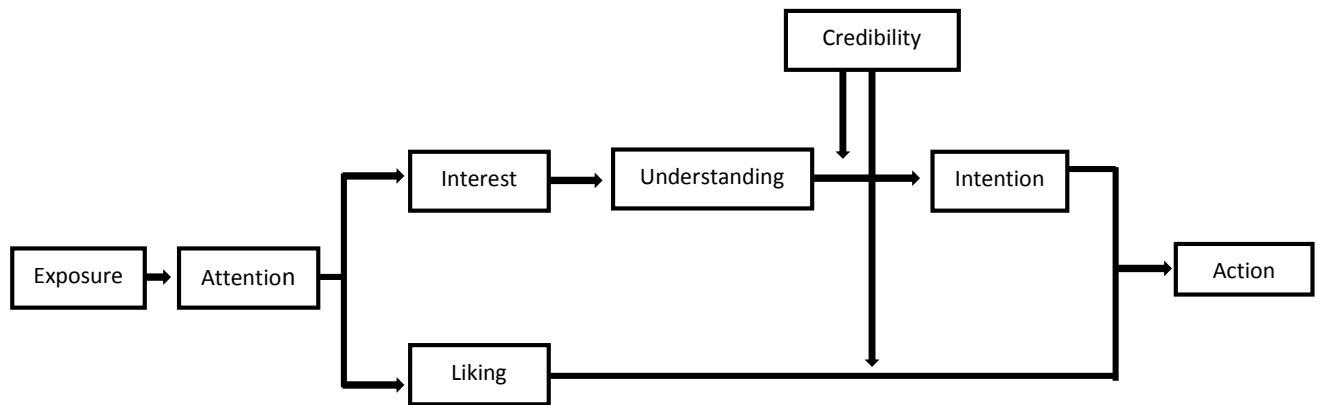 Credibility
Interest
Understanding
Intention
Exposure
Attention
Action
Liking